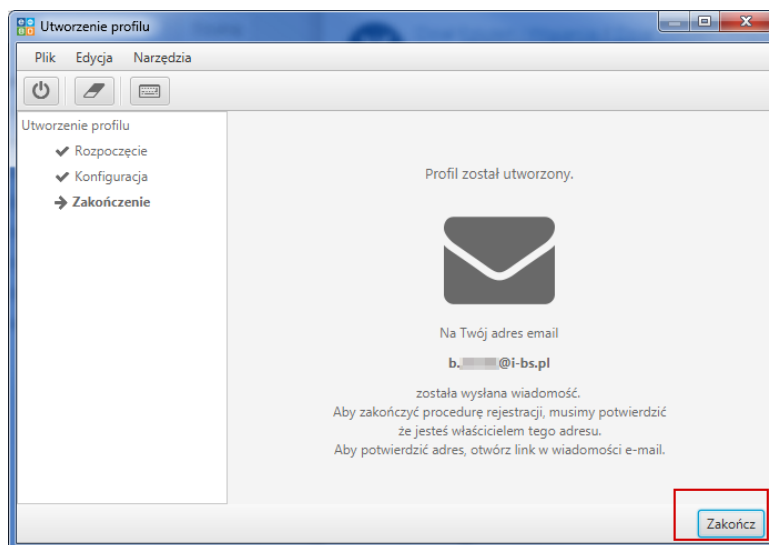 Utworzenie profilu
Plik Edycja Narzędzia
Utworzenie profilu
Rozpoczęcie
Konfiguracja
Zakończenie
Profil został utworzony.
Na Twój adres email
b. @i-bs.pl
została wysłana wiadomość.
Aby zakończyć procedurę rejestracji, musimy potwierdzić
że jesteś właścicielem tego adresu.
Aby potwierdzić adres, otwórz link w wiadomości e-mail.
Zakończ